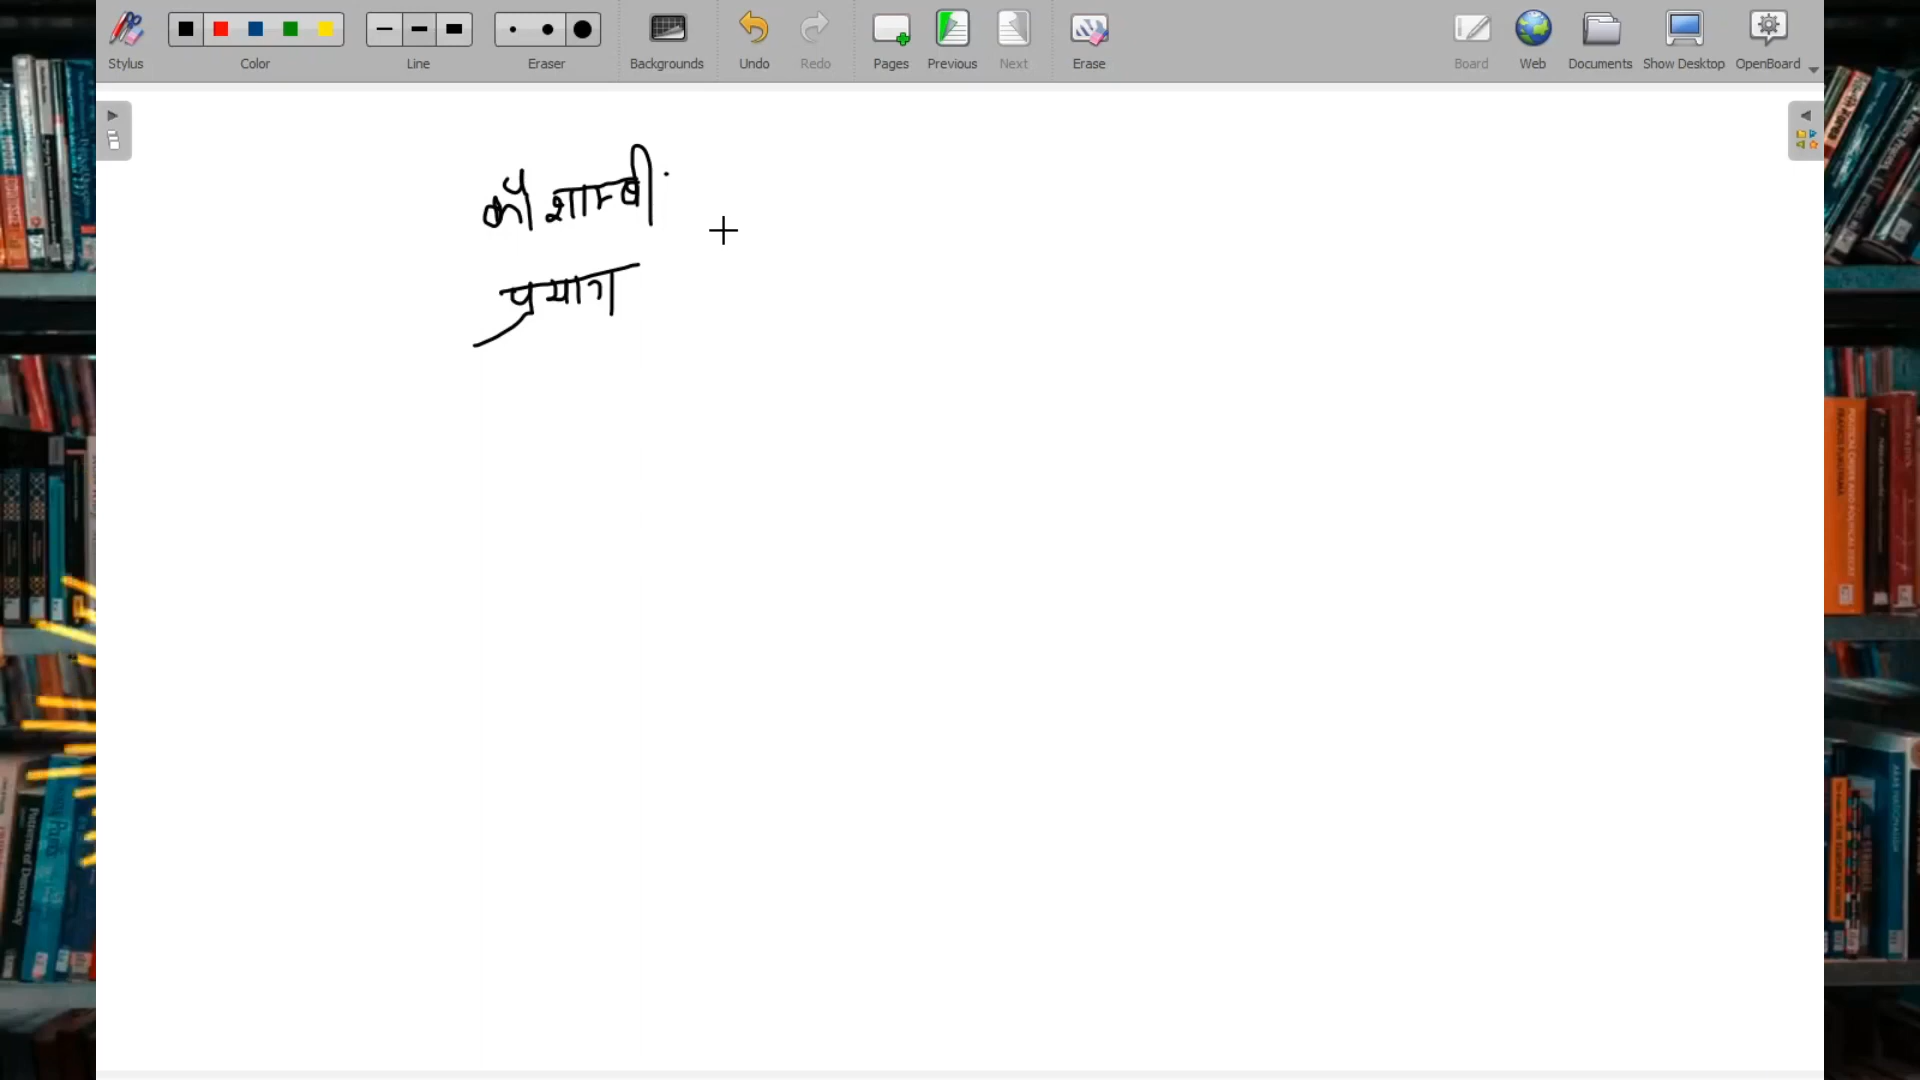 Stylus Color Line Eraser Backgrounds Undo Redo Pages Previous Next Erase Board Web Documents Show Desktop OpenBoard
कौशाम्बी
प्रयाग